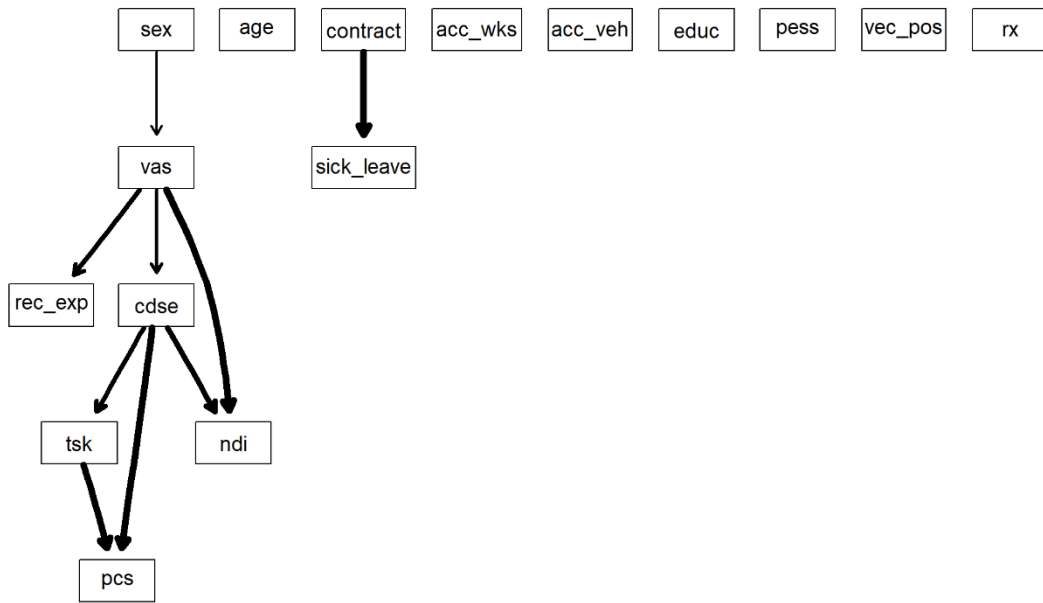 sex age contract acc_wks acc_veh educ pess vec_pos rx
vas sick_leave
rec_exp cdse
tsk ndi
pcs